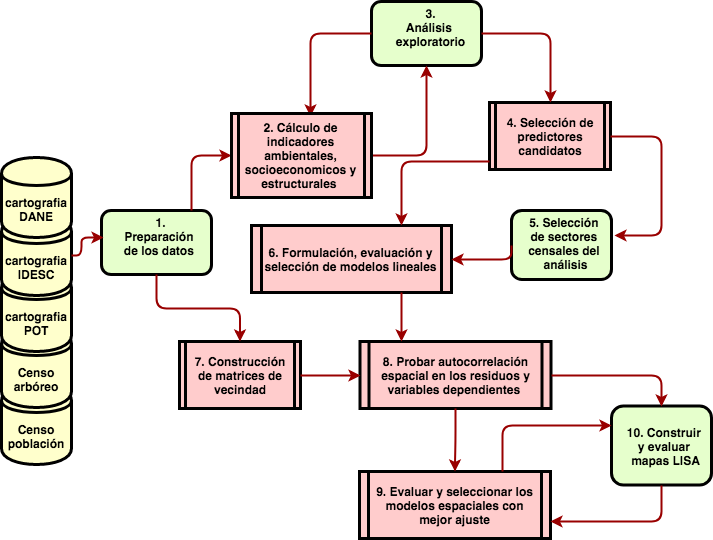 3.
Análisis
exploratorio
2. Cálculo de
indicadores
ambientales,
socioeconomicos y
estructurales
4. Selección de
predictores
candidatos
cartografia
DANE
cartografia
IDESC
cartografia
POT
Censo
arbóreo
Censo
población
1.
Preparación
de los datos
5. Selección
de sectores
censales del
análisis
6. Formulación, evaluación y
selección de modelos lineales
7. Construcción
de matrices de
vecindad
8. Probar autocorrelación
espacial en los residuos y
variables dependientes
10. Construir
y evaluar
mapas LISA
9. Evaluar y seleccionar los
modelos espaciales con
mejor ajuste